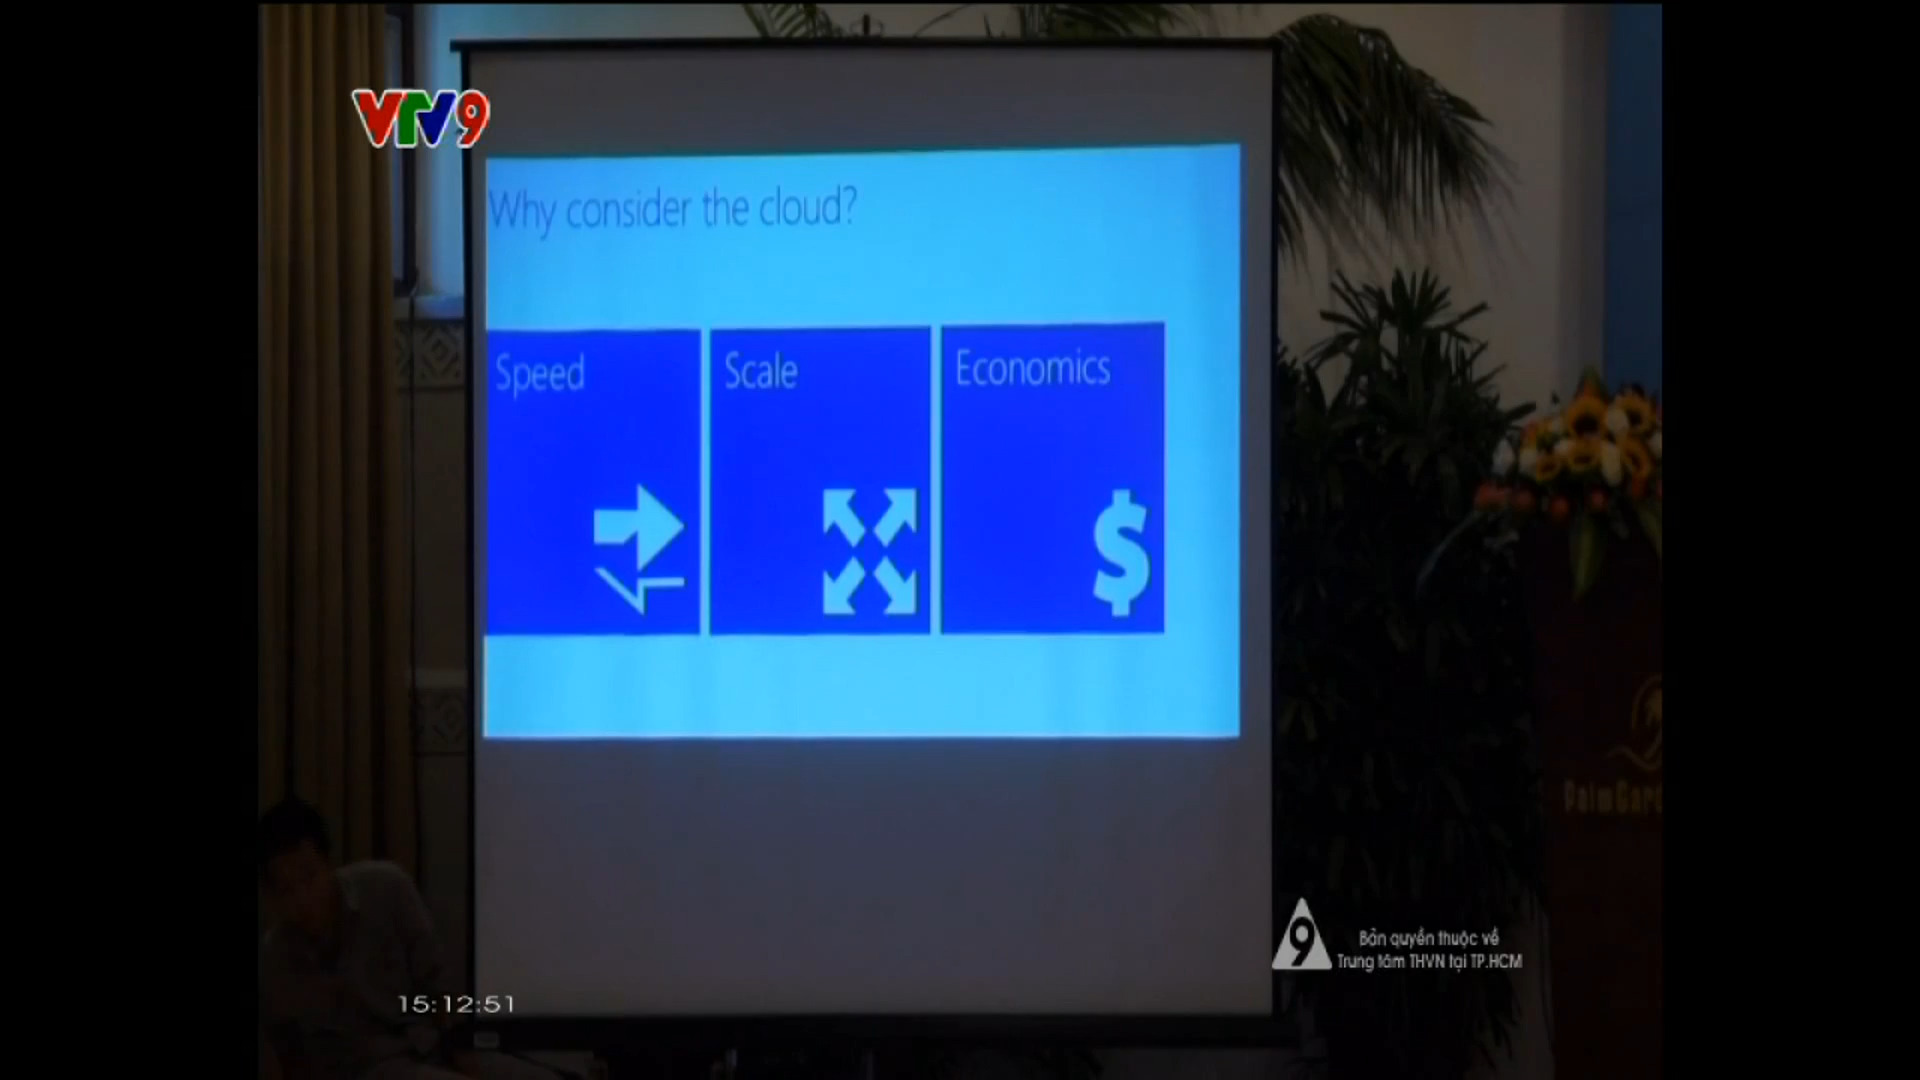 VTV9
Why consider the cloud?
Speed
Scale
Economics
$
9
Bản quyền thuộc về
Trung tâm THVN tại TP.HCM
15:12:51